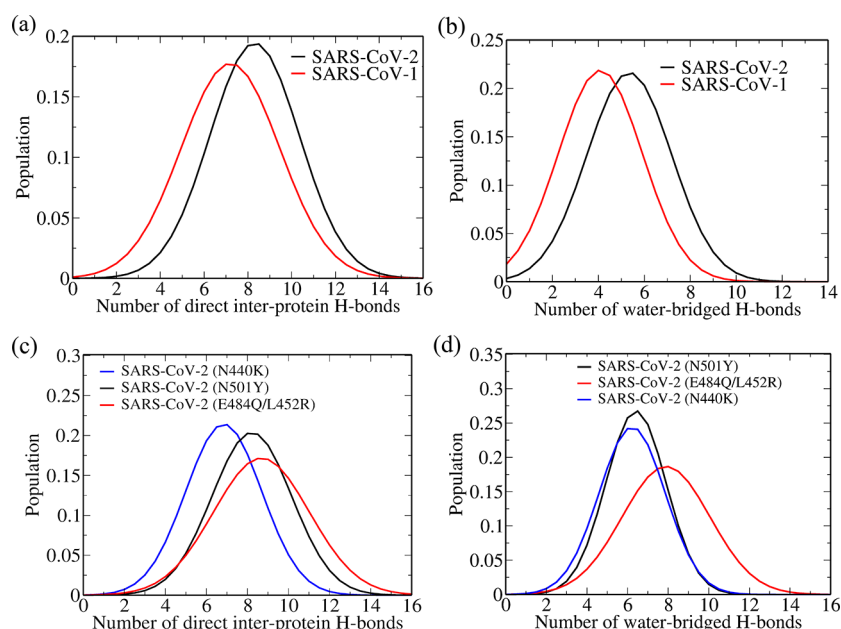 (a)
0.2
0.15
0.1
0.05
0
Population
SARS-CoV-2
SARS-CoV-1
0 2 4 6 8 10 12 14 16
Number of direct inter-protein H-bonds
(b)
0.25
0.2
0.15
0.1
0.05
0
Population
SARS-CoV-2
SARS-CoV-1
0 2 4 6 8 10 12 14
Number of water-bridged H-bonds
(c)
0.3
0.25
0.2
0.15
0.1
0.05
0
Population
SARS-CoV-2 (N440K)
SARS-CoV-2 (N501Y)
SARS-CoV-2 (E484Q/L452R)
0 2 4 6 8 10 12 14 16
Number of direct inter-protein H-bonds
(d)
0.35
0.3
0.25
0.2
0.15
0.1
0.05
0
Population
SARS-CoV-2 (N501Y)
SARS-CoV-2 (E484Q/L452R)
SARS-CoV-2 (N440K)
0 2 4 6 8 10 12 14 16
Number of water-bridged H-bonds